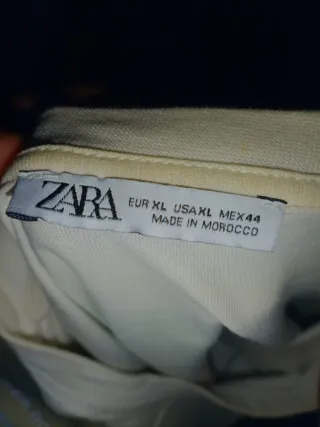 ZARA
EUR XL USA XL MEX 44
MADE IN MOROCCO